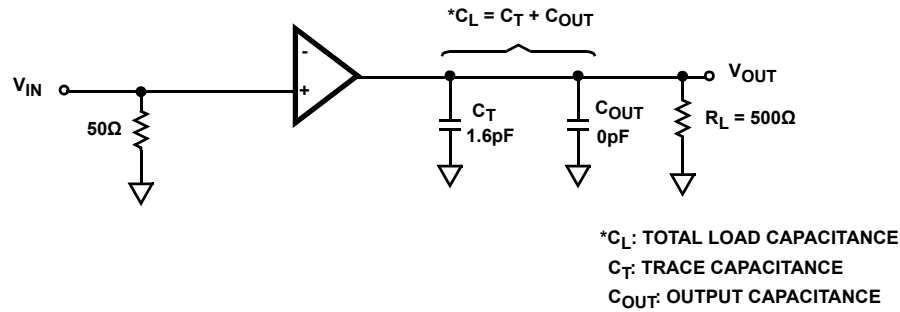 *CL = CT + COUT
VIN
50Ω
-
+
CT
1.6pF
COUT
0pF
VOUT
RL = 500Ω
*CL: TOTAL LOAD CAPACITANCE
CT: TRACE CAPACITANCE
COUT: OUTPUT CAPACITANCE